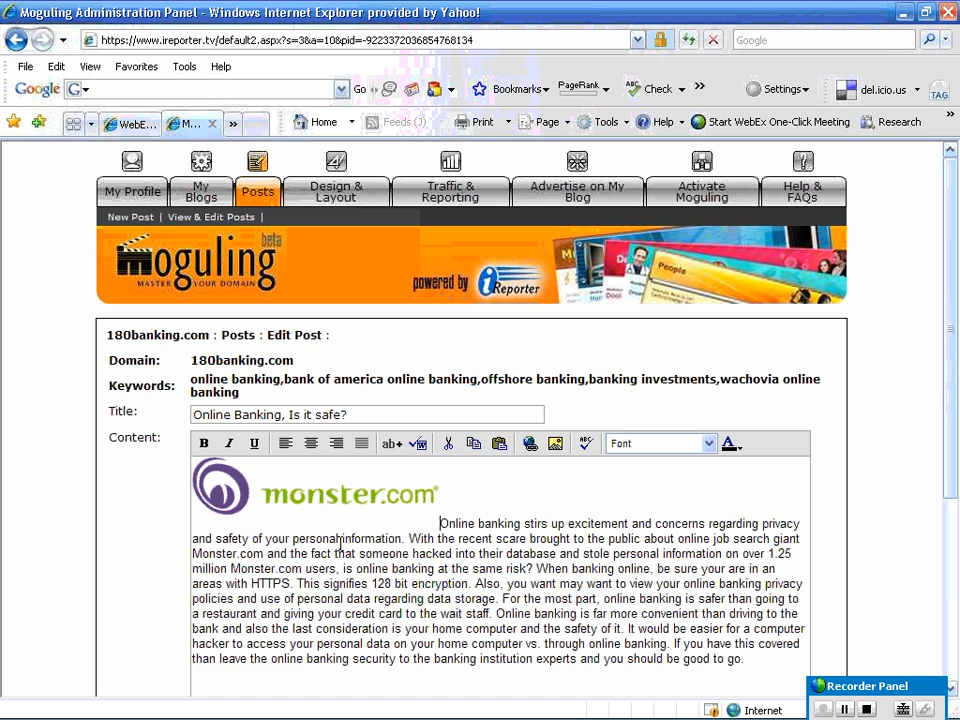 Moguling Administration Panel - Windows Internet Explorer provided by Yahoo!
https://www.ireporter.tv/default2.aspx?s=3&a=10&pid=-9223372036854768134
Google
File Edit View Favorites Tools Help
Google G Go Bookmarks PageRank Check » Settings del.icio.us TAG
WebE... M... » Home Feeds (J) Print Page Tools Help Start WebEx One-Click Meeting Research »
My Profile My Blogs Posts Design & Layout Traffic & Reporting Advertise on My Blog Activate Moguling Help & FAQs
New Post | View & Edit Posts |
moguling beta
MASTER YOUR DOMAIN
powered by iReporter
People
180banking.com : Posts : Edit Post :
Domain: 180banking.com
Keywords: online banking,bank of america online banking,offshore banking,banking investments,wachovia online
banking
Title: Online Banking, Is it safe?
Content: B I U ab+ Font A
monster.com
Online banking stirs up excitement and concerns regarding privacy
and safety of your personal information. With the recent scare brought to the public about online job search giant
Monster.com and the fact that someone hacked into their database and stole personal information on over 1.25
million Monster.com users, is online banking at the same risk? When banking online, be sure your are in an
areas with HTTPS. This signifies 128 bit encryption. Also, you want may want to view your online banking privacy
policies and use of personal data regarding data storage. For the most part, online banking is safer than going to
a restaurant and giving your credit card to the wait staff. Online banking is far more convenient than driving to the
bank and also the last consideration is your home computer and the safety of it. It would be easier for a computer
hacker to access your personal data on your home computer vs. through online banking. If you have this covered
than leave the online banking security to the banking institution experts and you should be good to go.
Recorder Panel
Internet